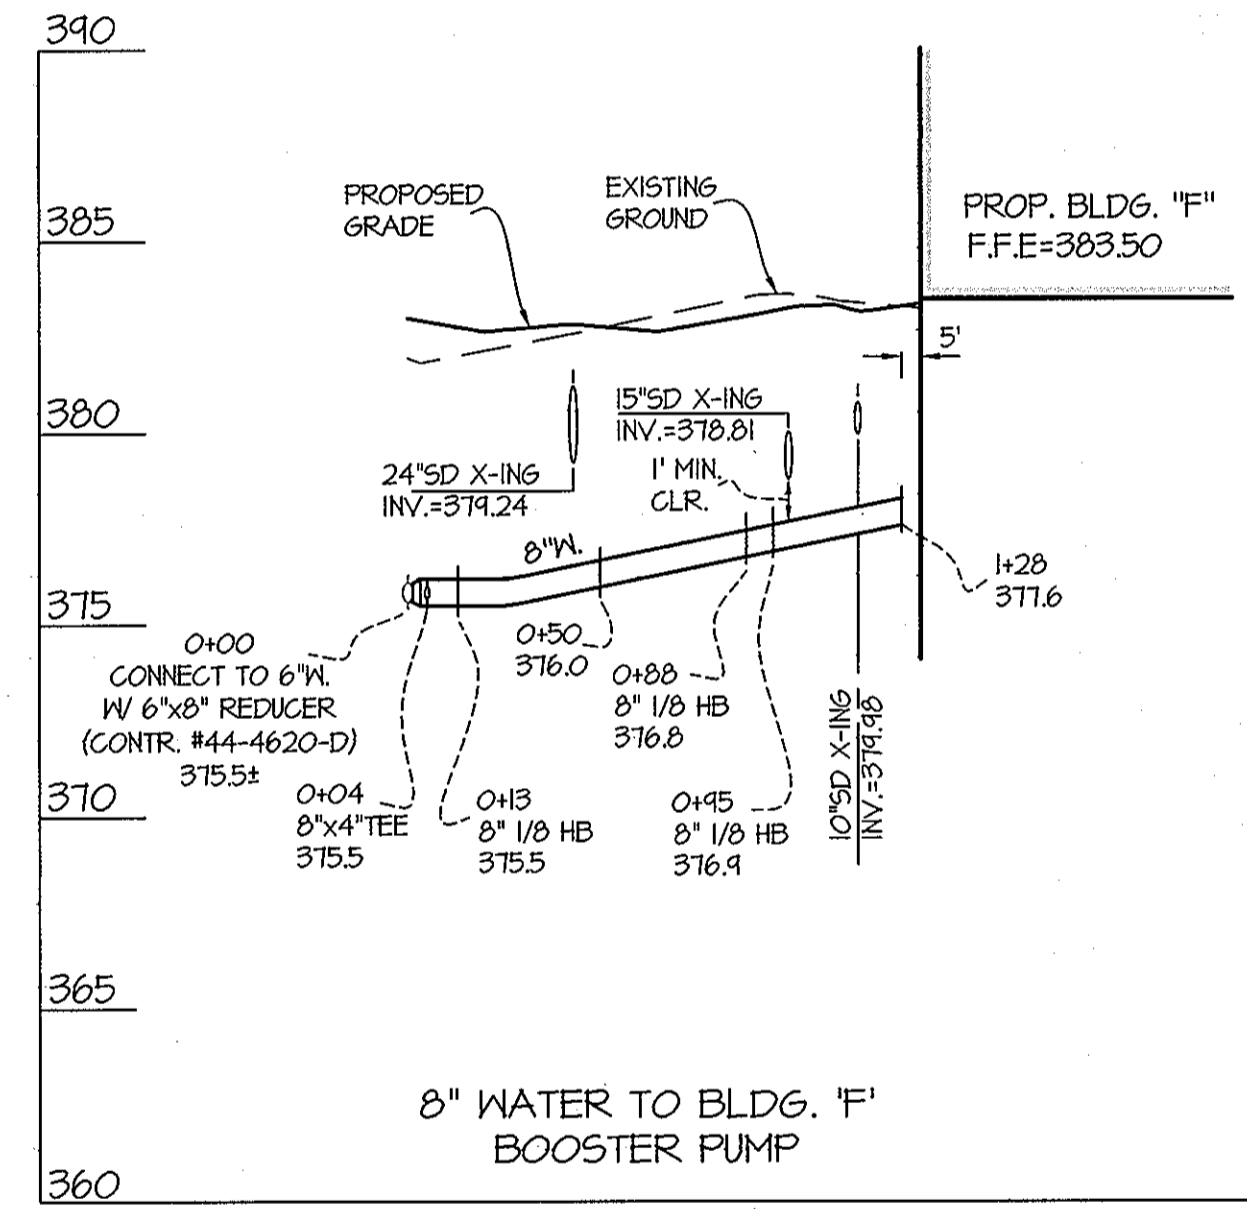 390
385
380
375
370
365
360
PROPOSED
GRADE
EXISTING
GROUND
PROP. BLDG. "F"
F.F.E=383.50
5'
15"SD X-ING
INV.=378.81
1' MIN.
CLR.
24"SD X-ING
INV.=379.24
8"W.
1+28
377.6
0+00
CONNECT TO 6"W.
W/ 6"x8" REDUCER
(CONTR. #44-4620-D)
375.5±
0+50
376.0
0+88
8" 1/8 HB
376.8
0+04
8"x4"TEE
375.5
0+13
8" 1/8 HB
375.5
0+95
8" 1/8 HB
376.9
10"SD X-ING
INV.=379.98
8" WATER TO BLDG. 'F'
BOOSTER PUMP